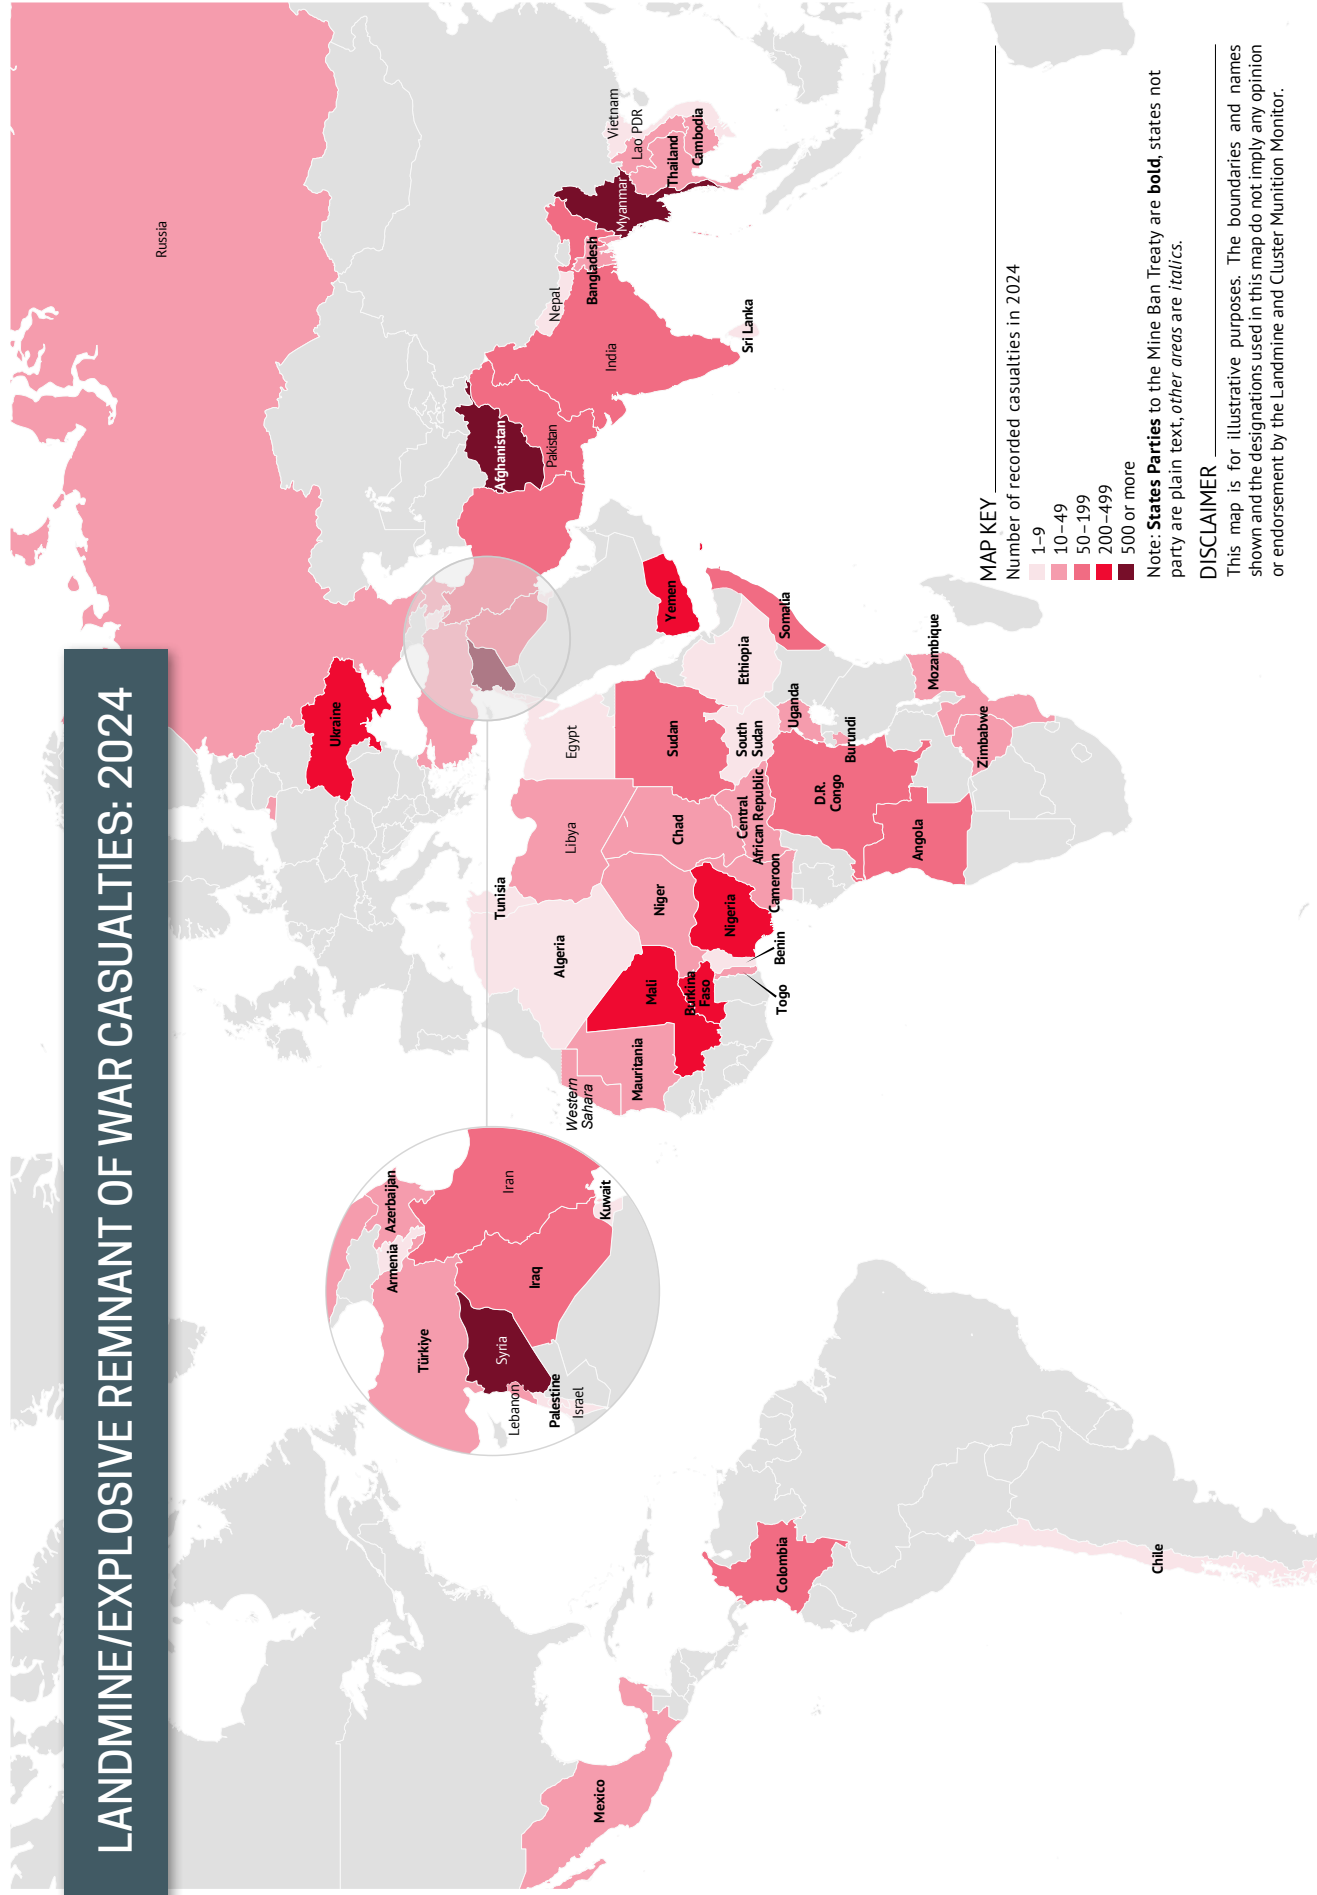 LANDMINE/EXPLOSIVE REMNANT OF WAR CASUALTIES: 2024
Russia
Ukraine
Mexico
Colombia
Chile
Türkiye
Armenia
Azerbaijan
Syria
Lebanon
Palestine
Israel
Iraq
Iran
Kuwait
Western
Sahara
Mauritania
Mali
Burkina
Faso
Algeria
Tunisia
Togo
Benin
Niger
Nigeria
Cameroon
Libya
Chad
Central
African Republic
Egypt
Sudan
South
Sudan
Ethiopia
Somalia
Uganda
Burundi
D.R.
Congo
Angola
Zimbabwe
Mozambique
Yemen
Afghanistan
Pakistan
India
Nepal
Bangladesh
Sri Lanka
Myanmar
Vietnam
Lao PDR
Thailand
Cambodia
MAP KEY
Number of recorded casualties in 2024
1–9
10–49
50–199
200–499
500 or more
Note: States Parties to the Mine Ban Treaty are bold, states not
party are plain text, other areas are italics.
DISCLAIMER
This map is for illustrative purposes. The boundaries and names
shown and the designations used in this map do not imply any opinion
or endorsement by the Landmine and Cluster Munition Monitor.